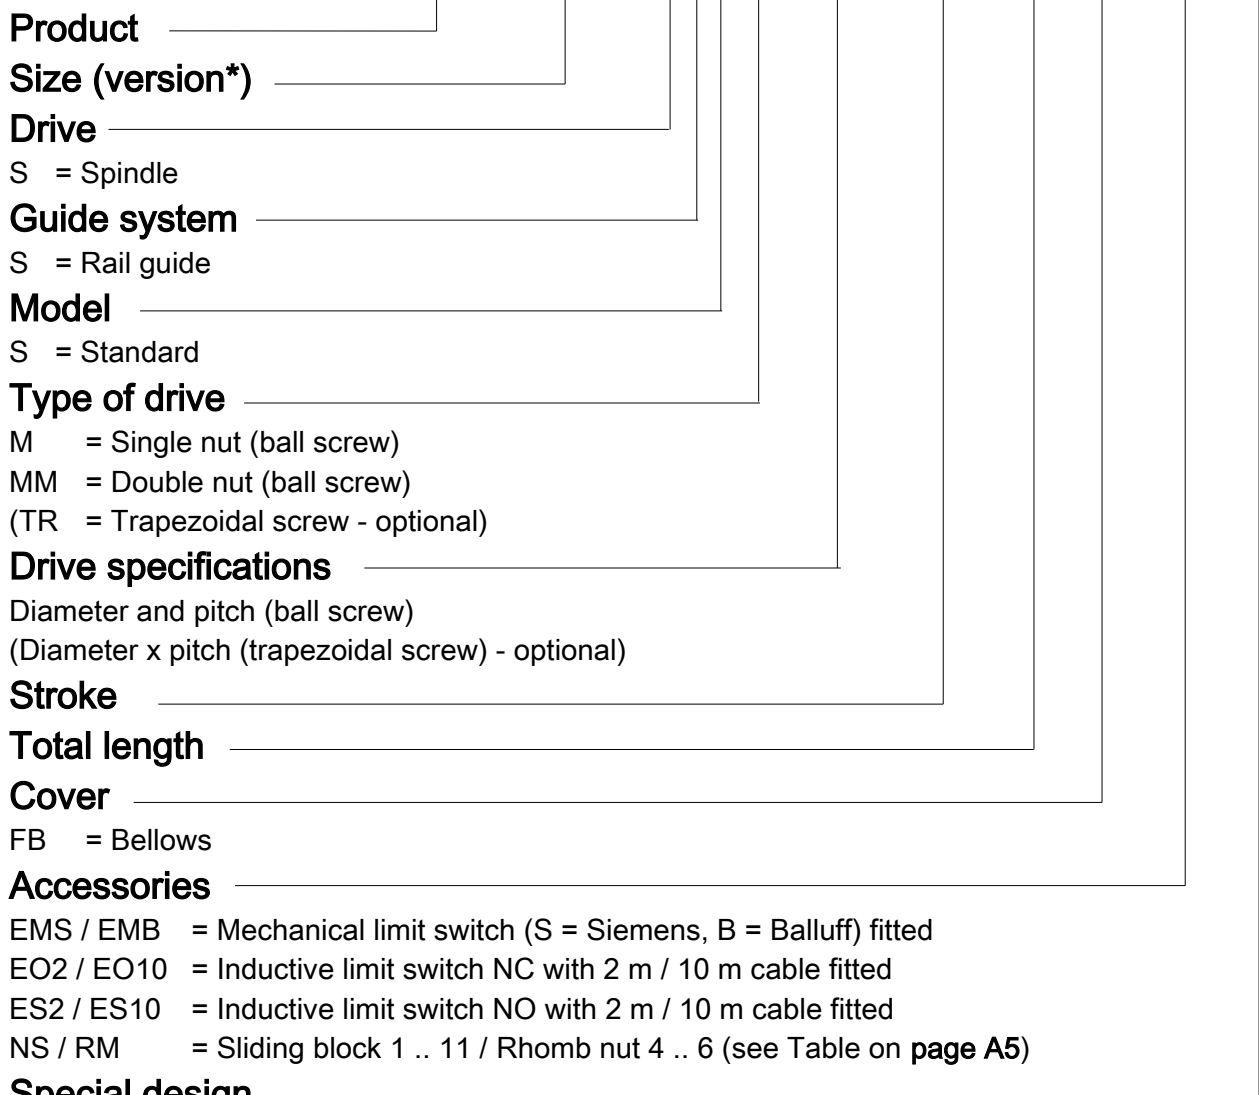 Product
Size (version*)
Drive
S = Spindle
Guide system
S = Rail guide
Model
S = Standard
Type of drive
M = Single nut (ball screw)
MM = Double nut (ball screw)
(TR = Trapezoidal screw - optional)
Drive specifications
Diameter and pitch (ball screw)
(Diameter x pitch (trapezoidal screw) - optional)
Stroke
Total length
Cover
FB = Bellows
Accessories
EMS / EMB = Mechanical limit switch (S = Siemens, B = Balluff) fitted
EO2 / EO10 = Inductive limit switch NC with 2 m / 10 m cable fitted
ES2 / ES10 = Inductive limit switch NO with 2 m / 10 m cable fitted
NS / RM = Sliding block 1 .. 11 / Rhomb nut 4 .. 6 (see Table on page A5)
Special design